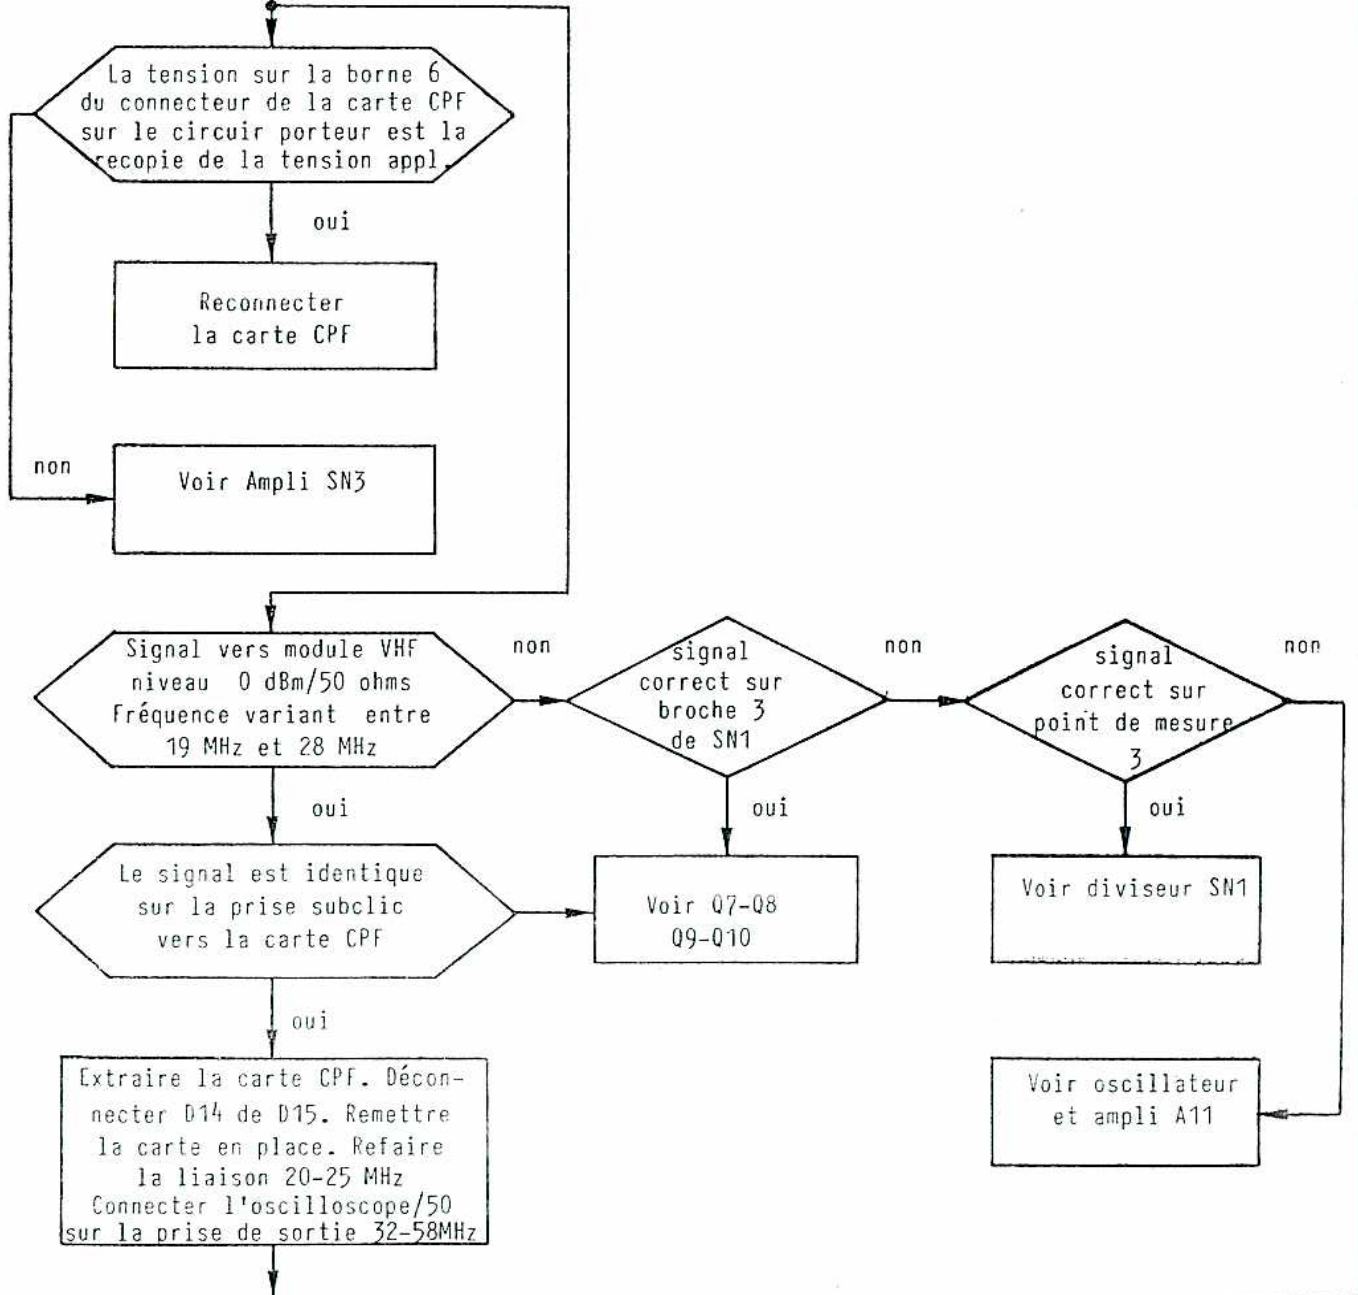 La tension sur la borne 6
du connecteur de la carte CPF
sur le circuir porteur est la
recopie de la tension appl.
oui
Reconnecter
la carte CPF
non
Voir Ampli SN3
Signal vers module VHF
niveau 0 dBm/50 ohms
Fréquence variant entre
19 MHz et 28 MHz
non
signal
correct sur
broche 3
de SN1
non
signal
correct sur
point de mesure
3
non
oui
oui
oui
Le signal est identique
sur la prise subclic
vers la carte CPF
Voir Q7-Q8
Q9-Q10
Voir diviseur SN1
oui
Extraire la carte CPF. Décon-
necter D14 de D15. Remettre
la carte en place. Refaire
la liaison 20-25 MHz
Connecter l'oscilloscope/50
sur la prise de sortie 32-58MHz
Voir oscillateur
et ampli A11